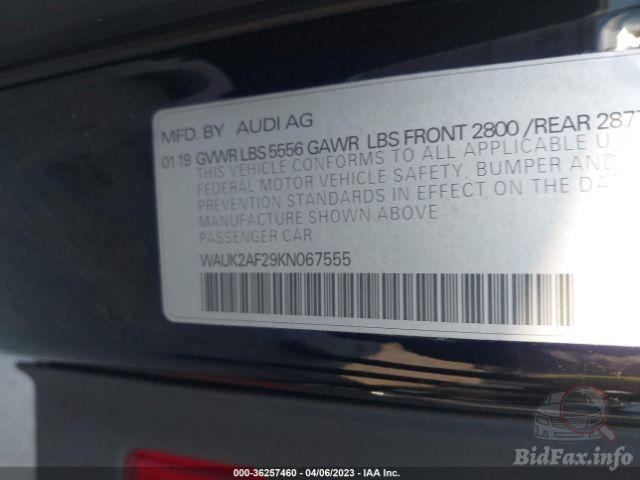 MFD. BY AUDI AG
01 19 GVWR LBS 5556 GAWR LBS FRONT 2800 /REAR 287
THIS VEHICLE CONFORMS TO ALL APPLICABLE U
FEDERAL MOTOR VEHICLE SAFETY, BUMPER AND
PREVENTION STANDARDS IN EFFECT ON THE DA
MANUFACTURE SHOWN ABOVE
PASSENGER CAR
WAUK2AF29KN067555
BidFax.info
000-36257460 - 04/06/2023 - IAA Inc.